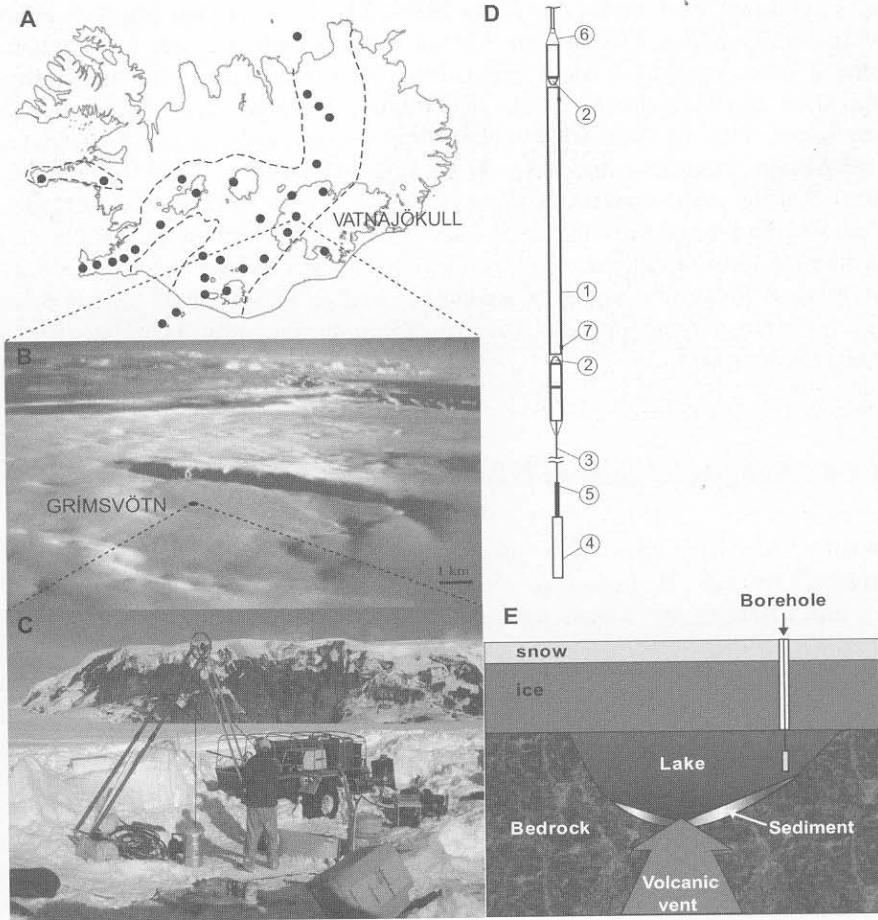 A
VATNAJÖKULL
B
GRÍMSVÖTN
1 km
C
D
6
2
1
7
2
3
5
4
E
Borehole
snow
ice
Lake
Bedrock
Sediment
Volcanic
vent